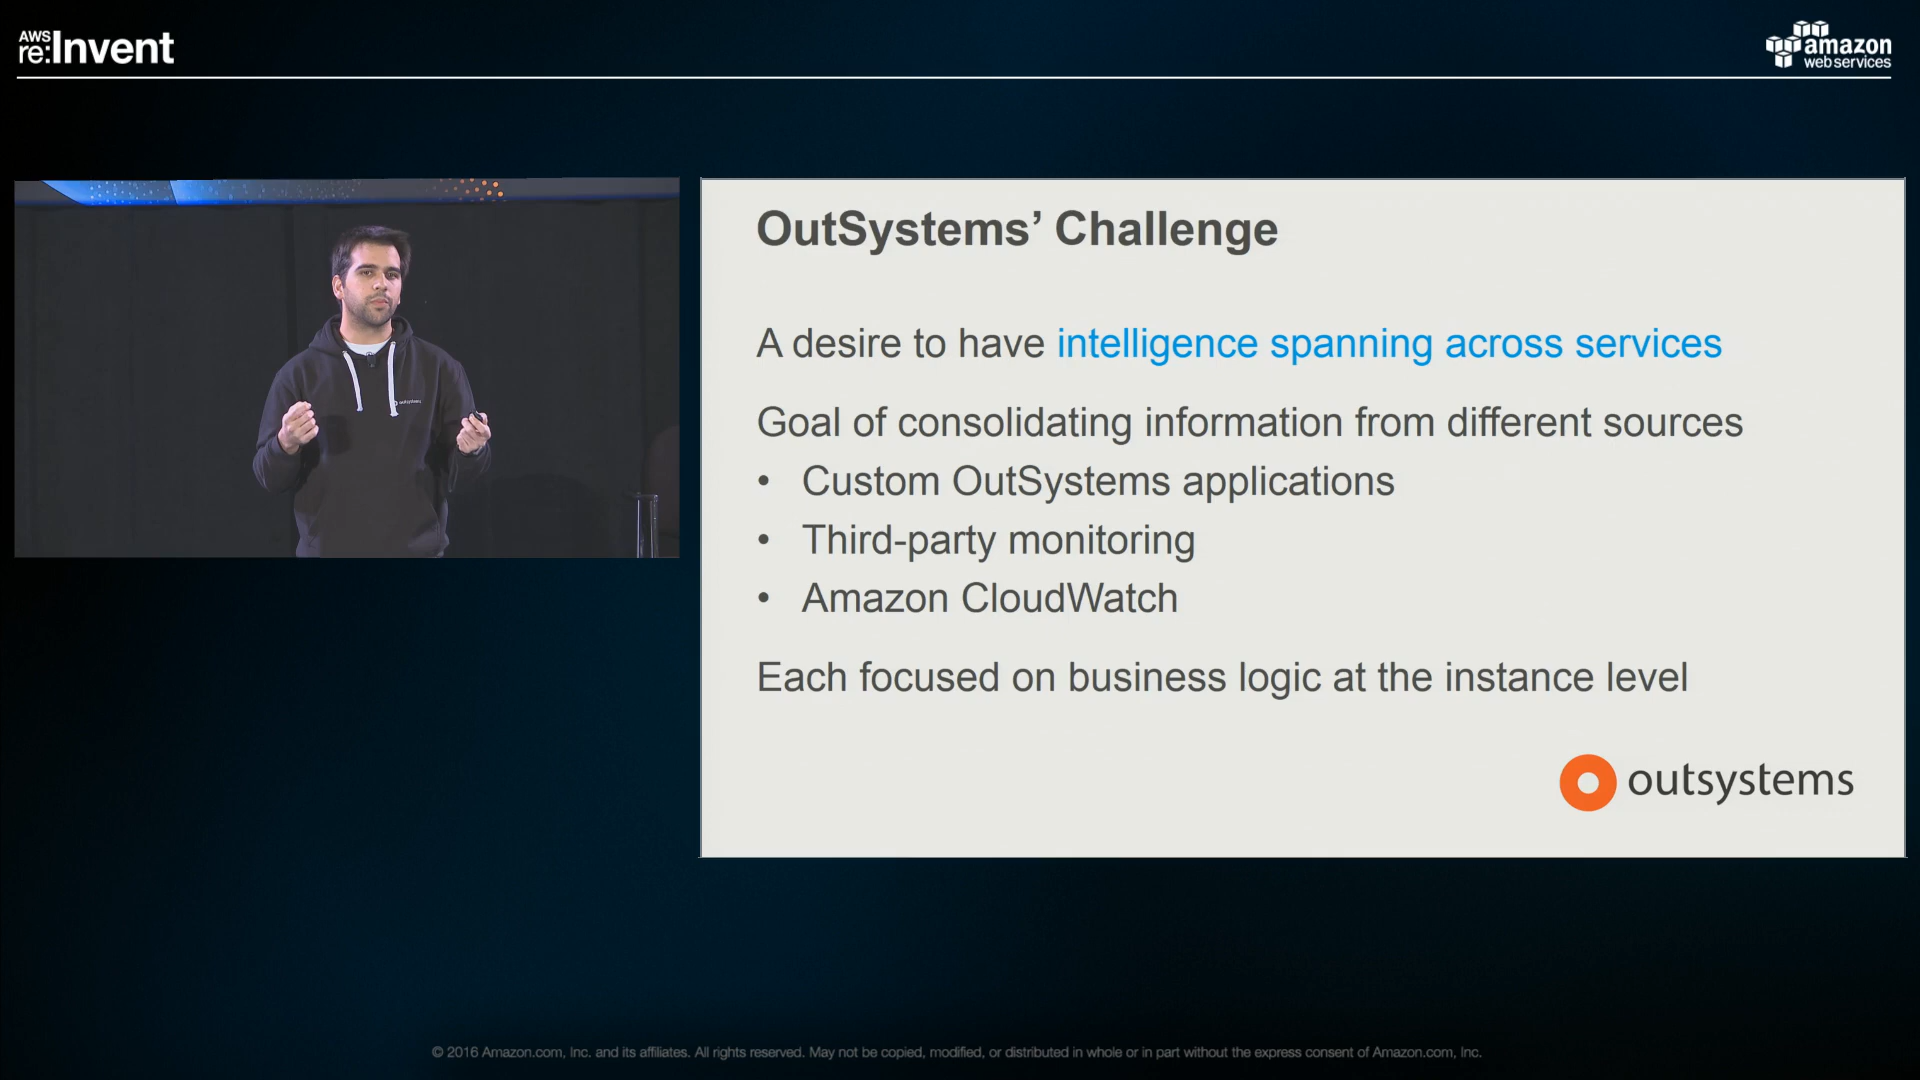 AWS
re:Invent
amazon
web services
outsystems
OutSystems’ Challenge
A desire to have intelligence spanning across services
Goal of consolidating information from different sources
• Custom OutSystems applications
• Third-party monitoring
• Amazon CloudWatch
Each focused on business logic at the instance level
outsystems
© 2016 Amazon.com, Inc. and its affiliates. All rights reserved. May not be copied, modified, or distributed in whole or in part without the express consent of Amazon.com, Inc.